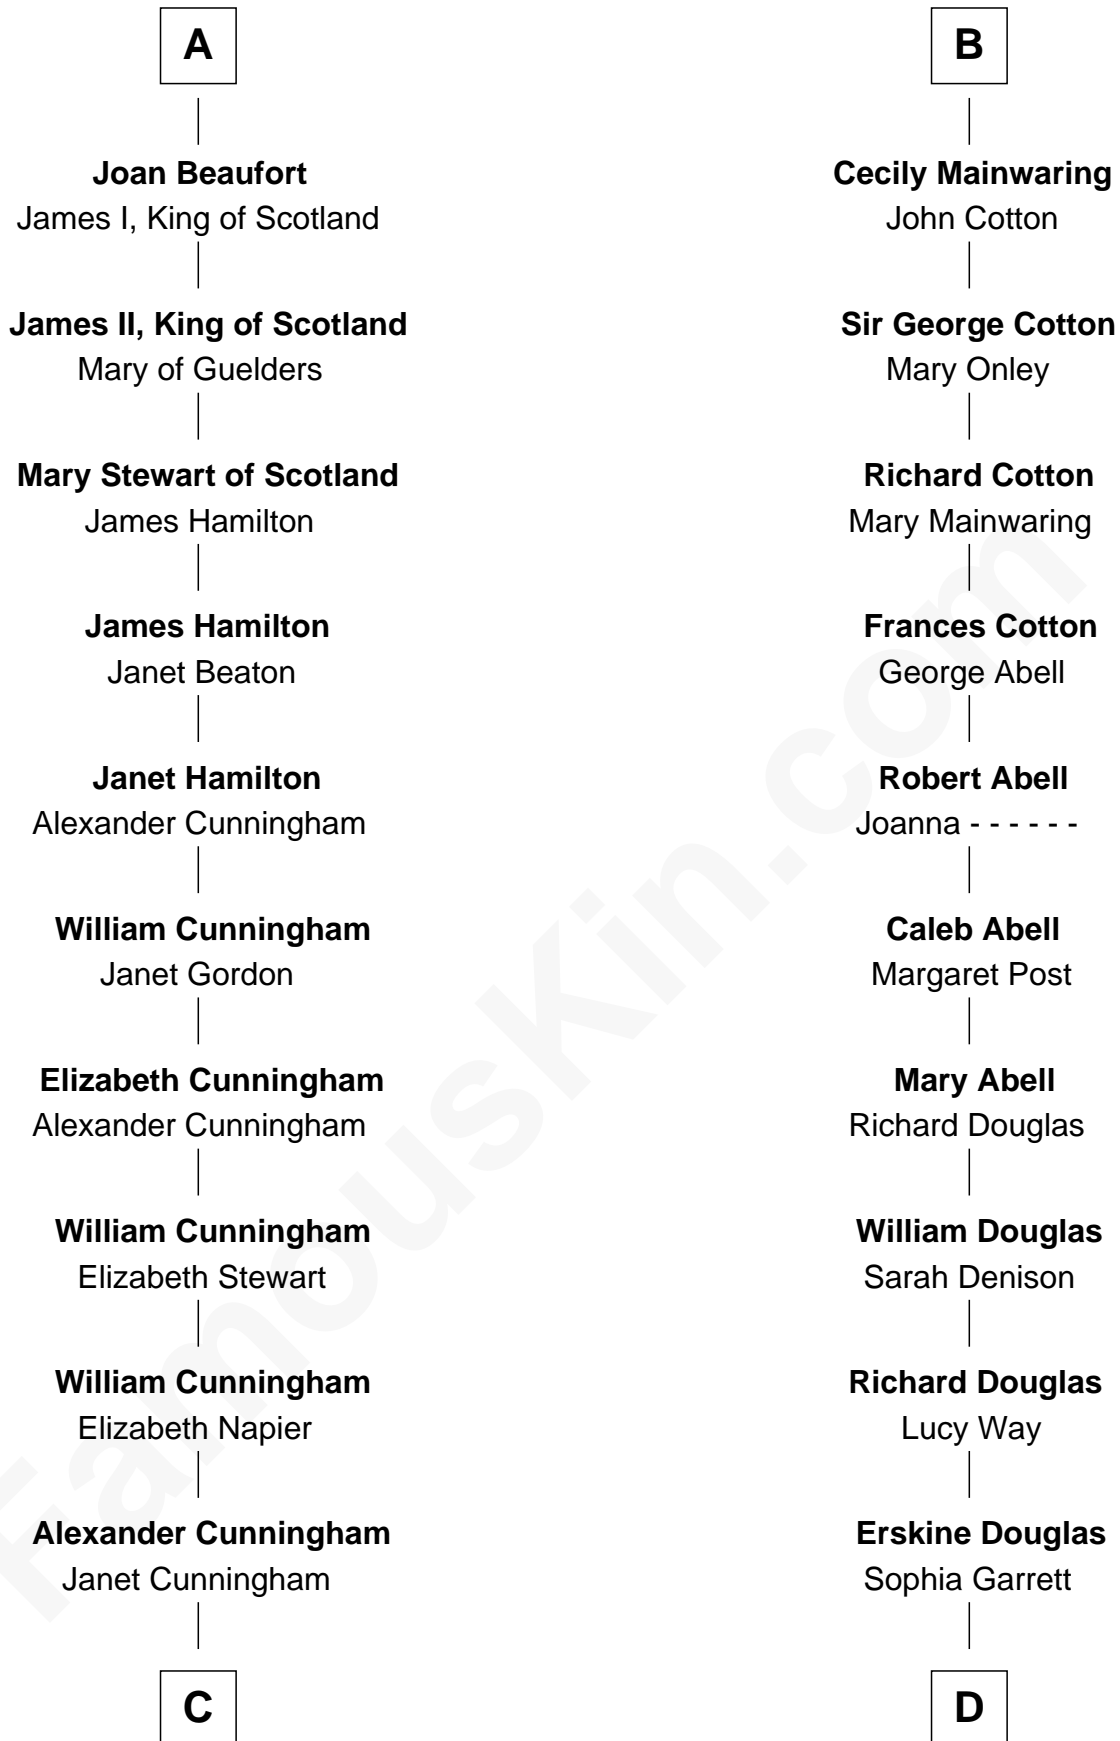 A
Joan Beaufort
James I, King of Scotland
James II, King of Scotland
Mary of Guelders
Mary Stewart of Scotland
James Hamilton
James Hamilton
Janet Beaton
Janet Hamilton
Alexander Cunningham
William Cunningham
Janet Gordon
Elizabeth Cunningham
Alexander Cunningham
William Cunningham
Elizabeth Stewart
William Cunningham
Elizabeth Napier
Alexander Cunningham
Janet Cunningham
C
B
Cecily Mainwaring
John Cotton
Sir George Cotton
Mary Onley
Richard Cotton
Mary Mainwaring
Frances Cotton
George Abell
Robert Abell
Joanna - - - - - -
Caleb Abell
Margaret Post
Mary Abell
Richard Douglas
William Douglas
Sarah Denison
Richard Douglas
Lucy Way
Erskine Douglas
Sophia Garrett
D
FamousKin.com